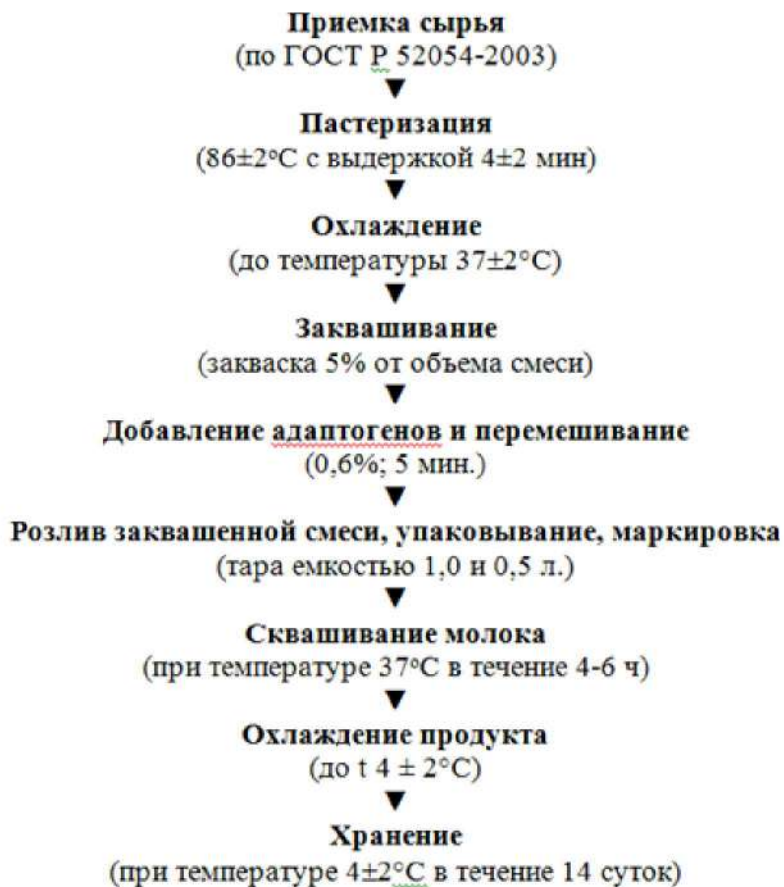 Приемка сырья
(по ГОСТ Р 52054-2003)
Пастеризация
(86±2°С с выдержкой 4±2 мин)
Охлаждение
(до температуры 37±2°С)
Заквашивание
(закваска 5% от объема смеси)
Добавление адаптогенов и перемешивание
(0,6%; 5 мин.)
Розлив заквашенной смеси, упаковывание, маркировка
(тара емкостью 1,0 и 0,5 л.)
Сквашивание молока
(при температуре 37°С в течение 4-6 ч)
Охлаждение продукта
(до t 4 ± 2°С)
Хранение
(при температуре 4±2°С в течение 14 суток)